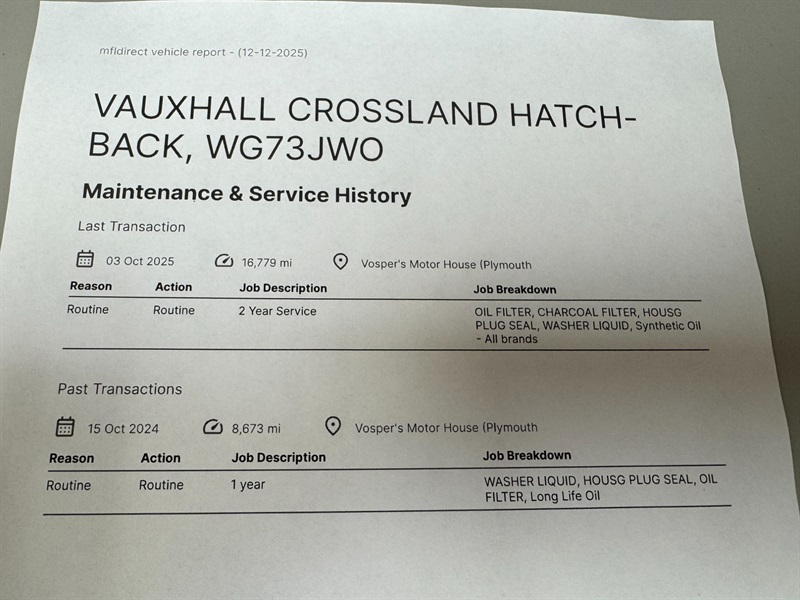 mfldirect vehicle report - (12-12-2025)
VAUXHALL CROSSLAND HATCH-
BACK, WG73JWO
Maintenance & Service History
Last Transaction
03 Oct 2025 16,779 mi Vosper's Motor House (Plymouth
Reason Action Job Description Job Breakdown
Routine Routine 2 Year Service OIL FILTER, CHARCOAL FILTER, HOUSG
PLUG SEAL, WASHER LIQUID, Synthetic Oil
- All brands
Past Transactions
15 Oct 2024 8,673 mi Vosper's Motor House (Plymouth
Reason Action Job Description Job Breakdown
Routine Routine 1 year WASHER LIQUID, HOUSG PLUG SEAL, OIL
FILTER, Long Life Oil